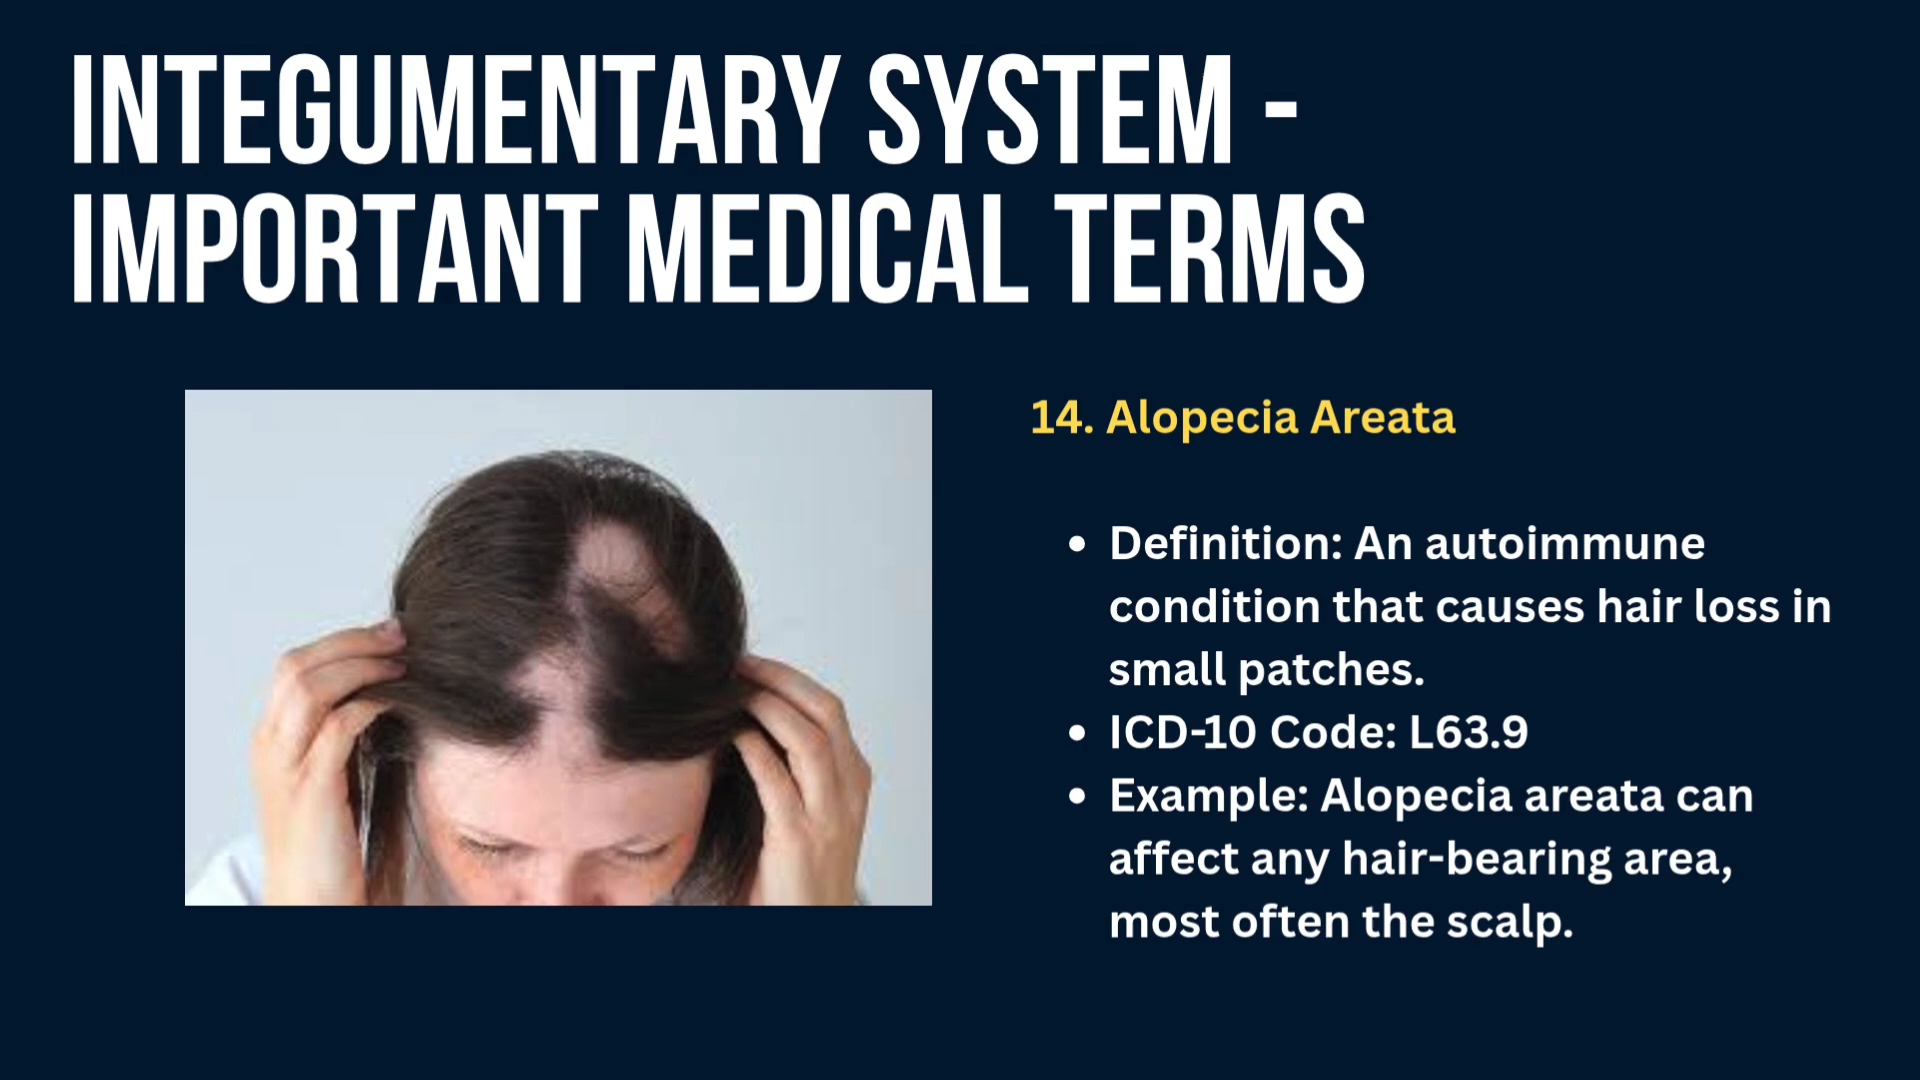 INTEGUMENTARY SYSTEM -
IMPORTANT MEDICAL TERMS
14. Alopecia Areata
• Definition: An autoimmune
condition that causes hair loss in
small patches.
• ICD-10 Code: L63.9
• Example: Alopecia areata can
affect any hair-bearing area,
most often the scalp.